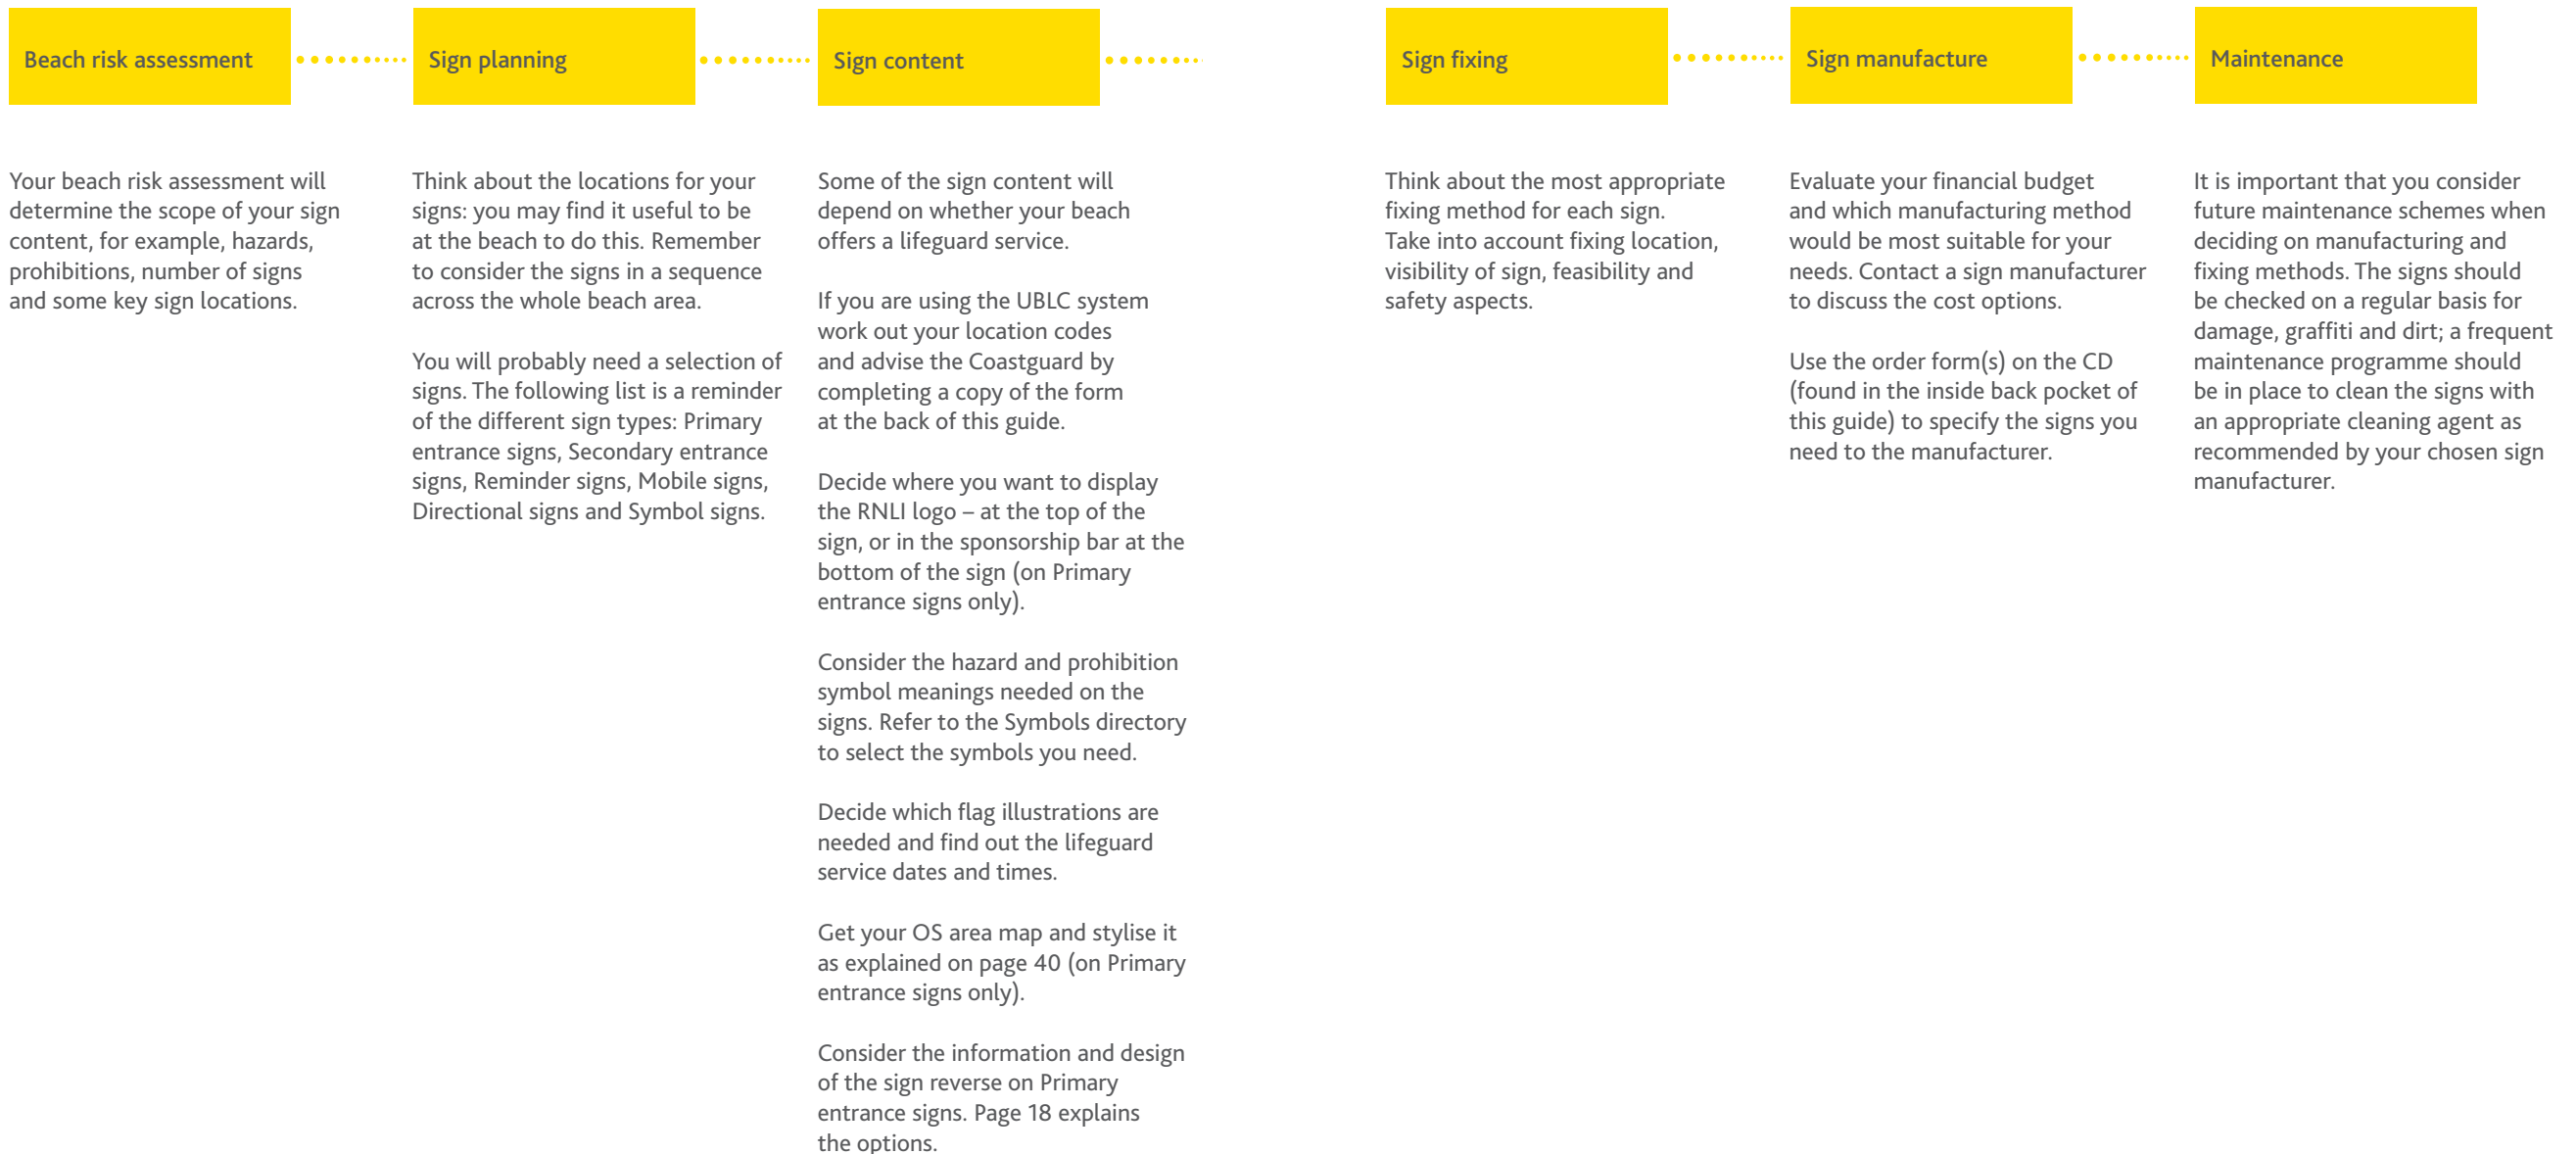 Beach risk assessment
Your beach risk assessment will
determine the scope of your sign
content, for example, hazards,
prohibitions, number of signs
and some key sign locations.
Sign planning
Think about the locations for your
signs: you may find it useful to be
at the beach to do this. Remember
to consider the signs in a sequence
across the whole beach area.
You will probably need a selection of
signs. The following list is a reminder
of the different sign types: Primary
entrance signs, Secondary entrance
signs, Reminder signs, Mobile signs,
Directional signs and Symbol signs.
Sign content
Some of the sign content will
depend on whether your beach
offers a lifeguard service.
If you are using the UBLC system
work out your location codes
and advise the Coastguard by
completing a copy of the form
at the back of this guide.
Decide where you want to display
the RNLI logo – at the top of the
sign, or in the sponsorship bar at the
bottom of the sign (on Primary
entrance signs only).
Consider the hazard and prohibition
symbol meanings needed on the
signs. Refer to the Symbols directory
to select the symbols you need.
Decide which flag illustrations are
needed and find out the lifeguard
service dates and times.
Get your OS area map and stylise it
as explained on page 40 (on Primary
entrance signs only).
Consider the information and design
of the sign reverse on Primary
entrance signs. Page 18 explains
the options.
Sign fixing
Think about the most appropriate
fixing method for each sign.
Take into account fixing location,
visibility of sign, feasibility and
safety aspects.
Sign manufacture
Evaluate your financial budget
and which manufacturing method
would be most suitable for your
needs. Contact a sign manufacturer
to discuss the cost options.
Use the order form(s) on the CD
(found in the inside back pocket of
this guide) to specify the signs you
need to the manufacturer.
Maintenance
It is important that you consider
future maintenance schemes when
deciding on manufacturing and
fixing methods. The signs should
be checked on a regular basis for
damage, graffiti and dirt; a frequent
maintenance programme should
be in place to clean the signs with
an appropriate cleaning agent as
recommended by your chosen sign
manufacturer.